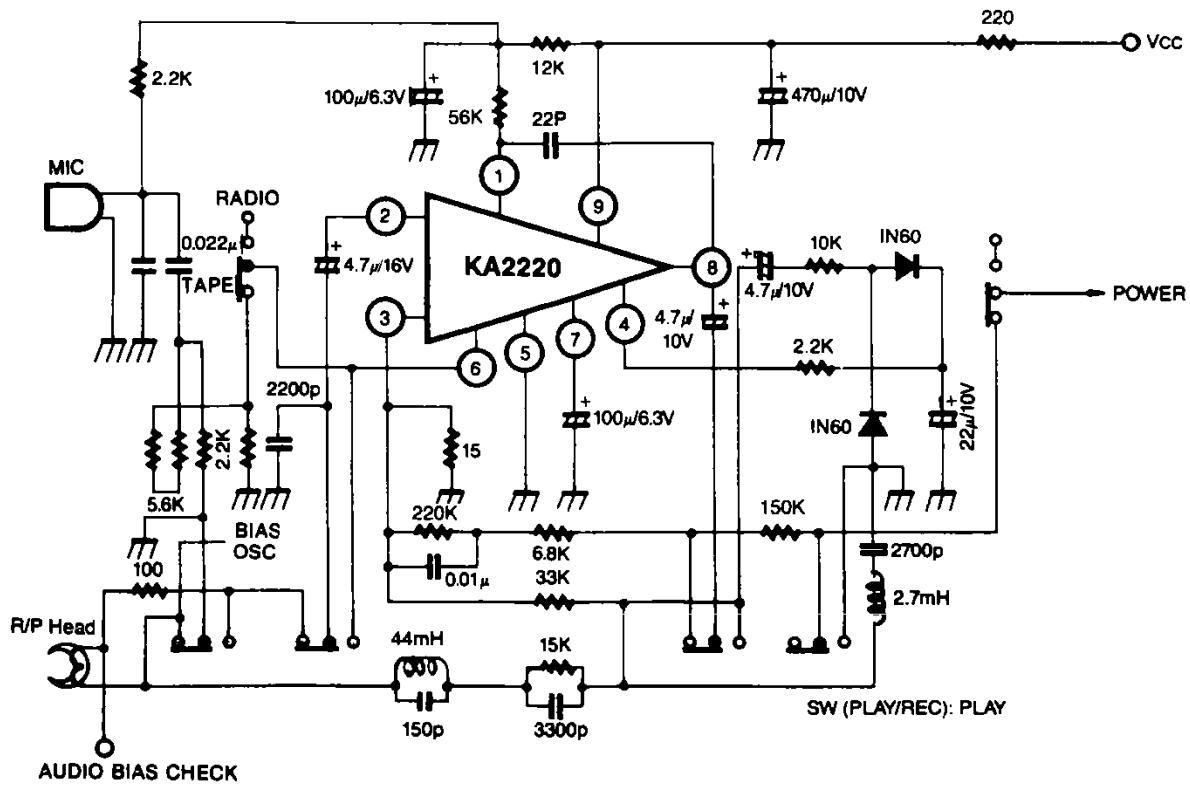 220
VCC
2.2K
12K
100μ/6.3V
470μ/10V
56K
22P
MIC
1
RADIO
2
9
0.022μ
10K
IN60
TAPE
4.7μ/16V
KA2220
8
4.7μ/10V
POWER
3
4.7μ/
10V
6
5
7
4
2.2K
2200p
100μ/6.3V
IN60
22μ/10V
2.2K
15
5.6K
220K
150K
BIAS
OSC
6.8K
2700p
100
0.01μ
33K
2.7mH
R/P Head
44mH
15K
150p
3300p
SW (PLAY/REC): PLAY
AUDIO BIAS CHECK